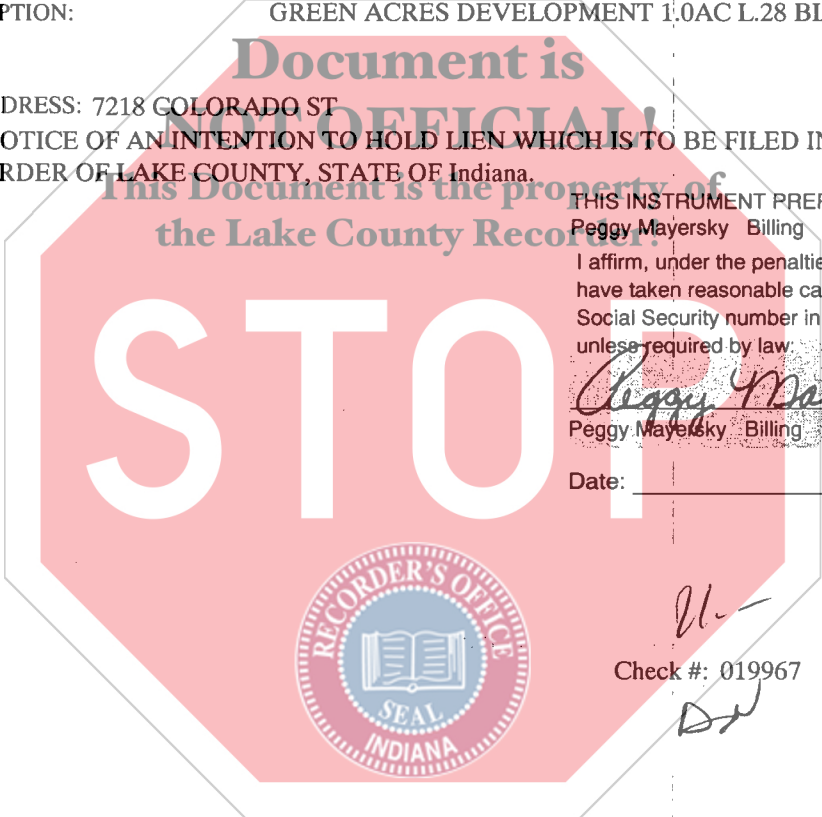 PTION: GREEN ACRES DEVELOPMENT 1.0AC L.28 BL
Document is
DRESS: 7218 COLORADO ST
NOT OFFICIAL!
OTICE OF AN INTENTION TO HOLD LIEN WHICH IS TO BE FILED IN
RDER OF LAKE COUNTY, STATE OF Indiana.
This Document is the property of
the Lake County Recorder!
THIS INSTRUMENT PREP
Peggy Mayersky Billing
I affirm, under the penaltie
have taken reasonable ca
Social Security number in
unless required by law:
Peggy Ma
Peggy Mayersky Billing
Date:
STOP
RECORDER'S OFFICE
SEAL
INDIANA
Check #: 019967